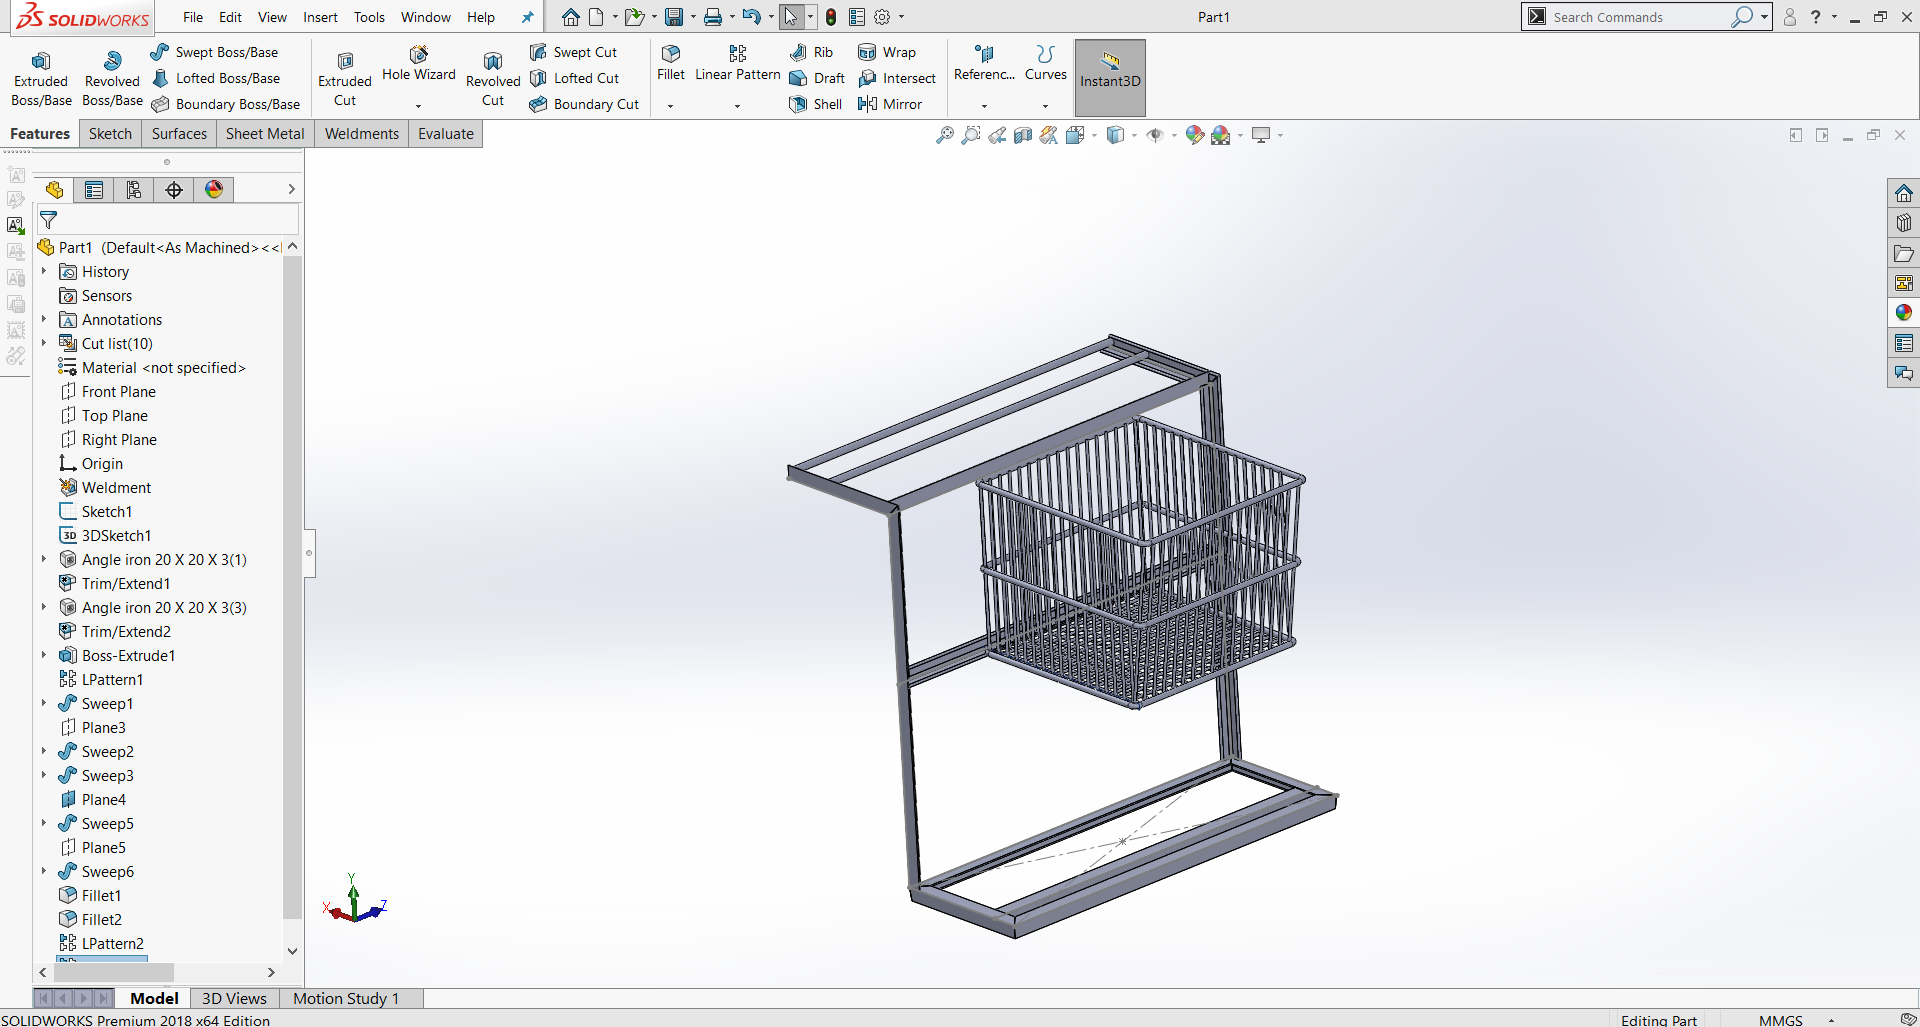 SOLIDWORKS File Edit View Insert Tools Window Help Part1 Search Commands ?
Extruded Boss/Base
Revolved Boss/Base
Swept Boss/Base
Lofted Boss/Base
Boundary Boss/Base
Extruded Cut
Hole Wizard
Revolved Cut
Swept Cut
Lofted Cut
Boundary Cut
Fillet
Linear Pattern
Rib
Draft
Shell
Wrap
Intersect
Mirror
Referenc...
Curves
Instant3D
Features Sketch Surfaces Sheet Metal Weldments Evaluate
Part1 (Default<As Machined><<
History
Sensors
Annotations
Cut list(10)
Material <not specified>
Front Plane
Top Plane
Right Plane
Origin
Weldment
Sketch1
3DSketch1
Angle iron 20 X 20 X 3(1)
Trim/Extend1
Angle iron 20 X 20 X 3(3)
Trim/Extend2
Boss-Extrude1
LPattern1
Sweep1
Plane3
Sweep2
Sweep3
Plane4
Sweep5
Plane5
Sweep6
Fillet1
Fillet2
LPattern2
Y
X
Z
Model 3D Views Motion Study 1
SOLIDWORKS Premium 2018 x64 Edition Editing Part MMGS